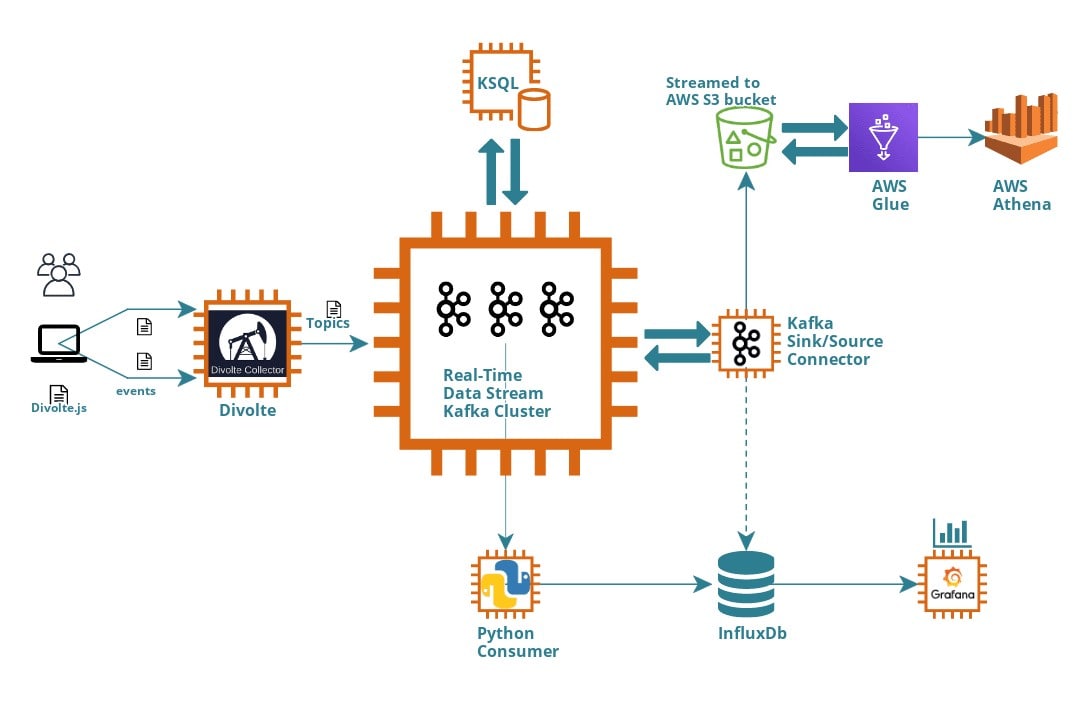 KSQL
Streamed to
AWS S3 bucket
AWS
Glue
AWS
Athena
Topics
Divolte Collector
Divolte
events
Divolte.js
Real-Time
Data Stream
Kafka Cluster
Kafka
Sink/Source
Connector
Python
Consumer
InfluxDb
Grafana